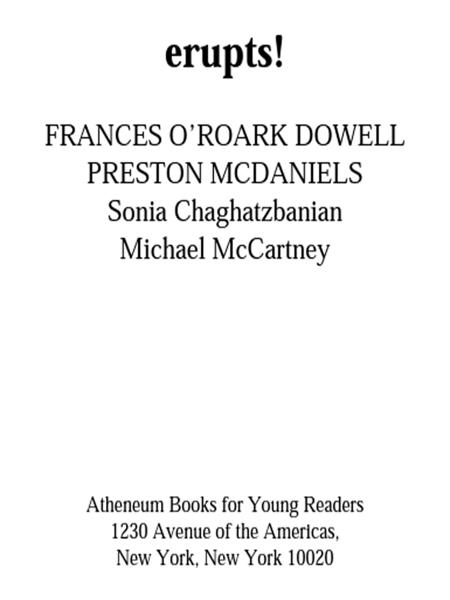 erupts!
FRANCES O’ROARK DOWELL
PRESTON MCDANIELS
Sonia Chaghatzbanian
Michael McCartney
Atheneum Books for Young Readers
1230 Avenue of the Americas,
New York, New York 10020